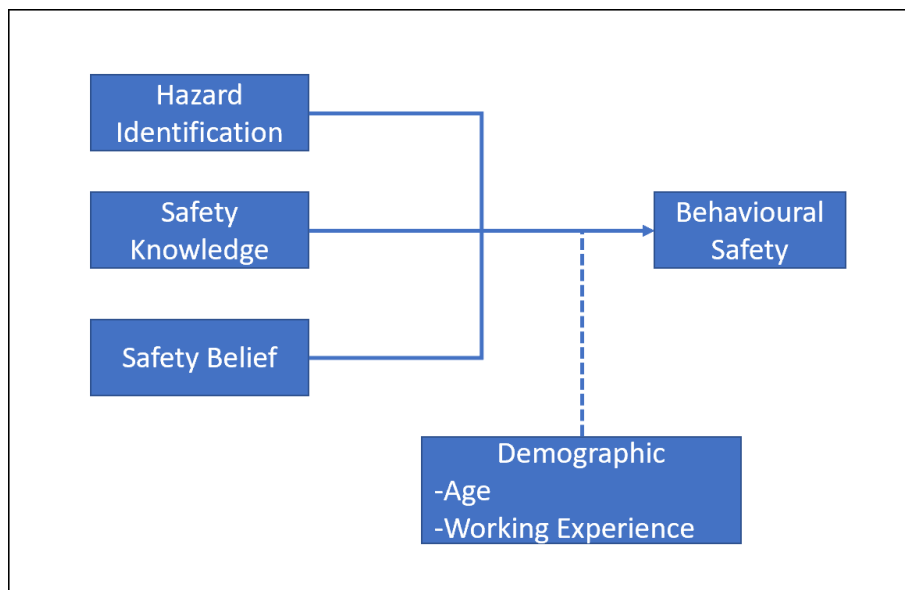 Hazard
Identification
Safety
Knowledge
Behavioural
Safety
Safety Belief
Demographic
-Age
-Working Experience